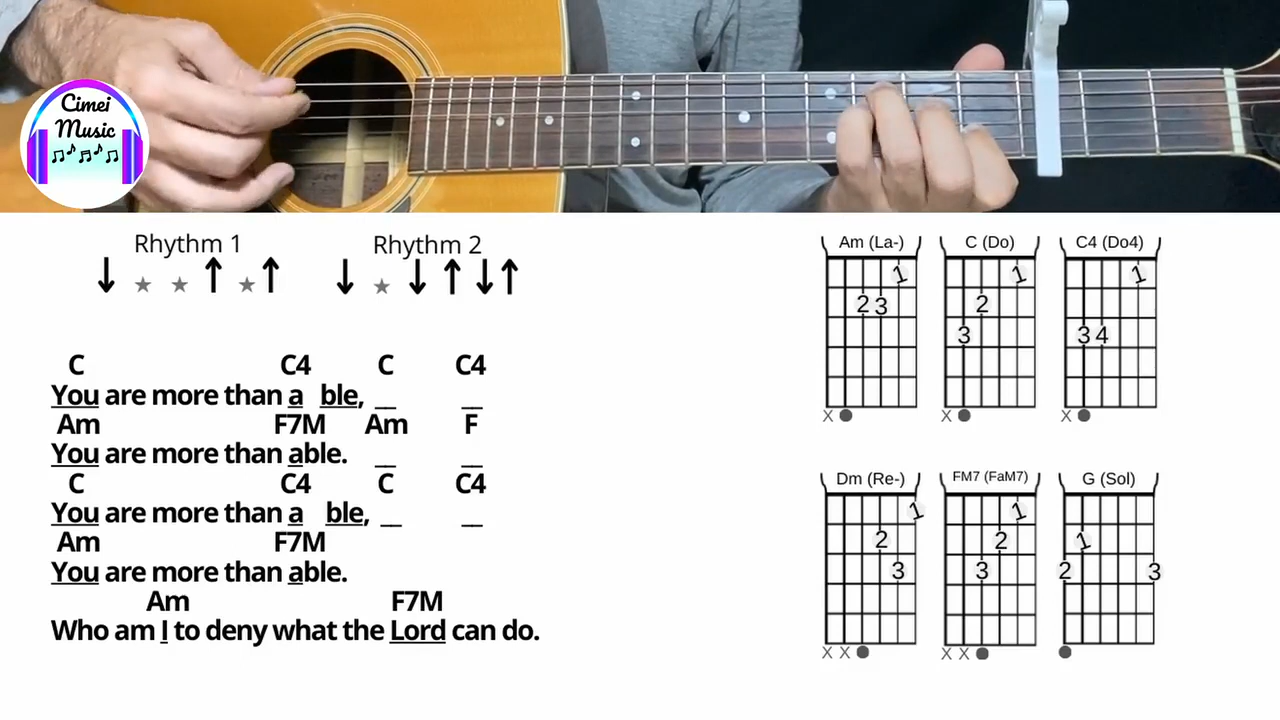 Cimei
Music
Rhythm 1
Rhythm 2
C C4 C C4
You are more than a ble, __ __
Am F7M Am F
You are more than able. __ __
C C4 C C4
You are more than a ble, __ __
Am F7M
You are more than able.
Am F7M
Who am I to deny what the Lord can do.
Am (La-)
1
2 3
X
C (Do)
1
2
3
X
C4 (Do4)
1
3 4
X
Dm (Re-)
1
2
3
X X
FM7 (FaM7)
1
2
3
X X
G (Sol)
1
2 3